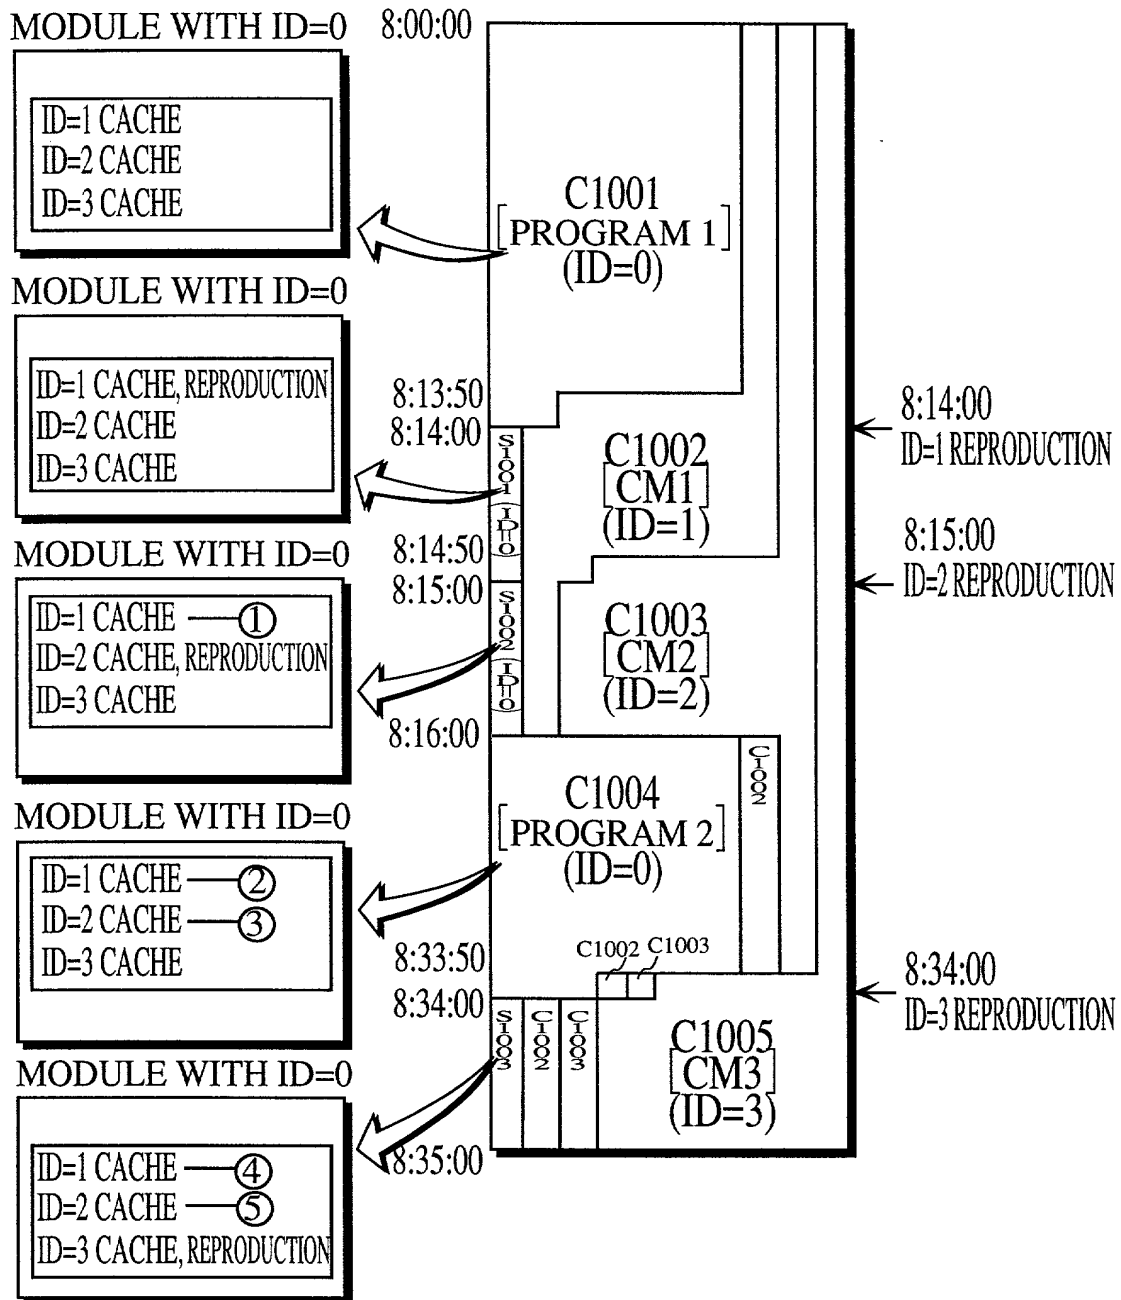 MODULE WITH ID=0
ID=1 CACHE
ID=2 CACHE
ID=3 CACHE
MODULE WITH ID=0
ID=1 CACHE, REPRODUCTION
ID=2 CACHE
ID=3 CACHE
MODULE WITH ID=0
ID=1 CACHE ①
ID=2 CACHE, REPRODUCTION
ID=3 CACHE
MODULE WITH ID=0
ID=1 CACHE ②
ID=2 CACHE ③
ID=3 CACHE
MODULE WITH ID=0
ID=1 CACHE ④
ID=2 CACHE ⑤
ID=3 CACHE, REPRODUCTION
8:00:00
8:13:50
8:14:00
8:14:50
8:15:00
8:16:00
8:33:50
8:34:00
8:35:00
C1001
[PROGRAM 1]
(ID=0)
S1001 (ID=0)
C1002
[CM1]
(ID=1)
S1002 (ID=0)
C1003
[CM2]
(ID=2)
C1004
[PROGRAM 2]
(ID=0)
C1002
C1002
C1003
S1003
C1002
C1003
C1005
[CM3]
(ID=3)
8:14:00
ID=1 REPRODUCTION
8:15:00
ID=2 REPRODUCTION
8:34:00
ID=3 REPRODUCTION